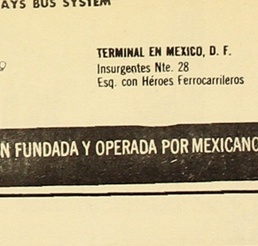 AYS BUS SYSTEM
TERMINAL EN MEXICO, D. F.
Insurgentes Nte. 28
Esq. con Héroes Ferrocarrileros
N FUNDADA Y OPERADA POR MEXICANO